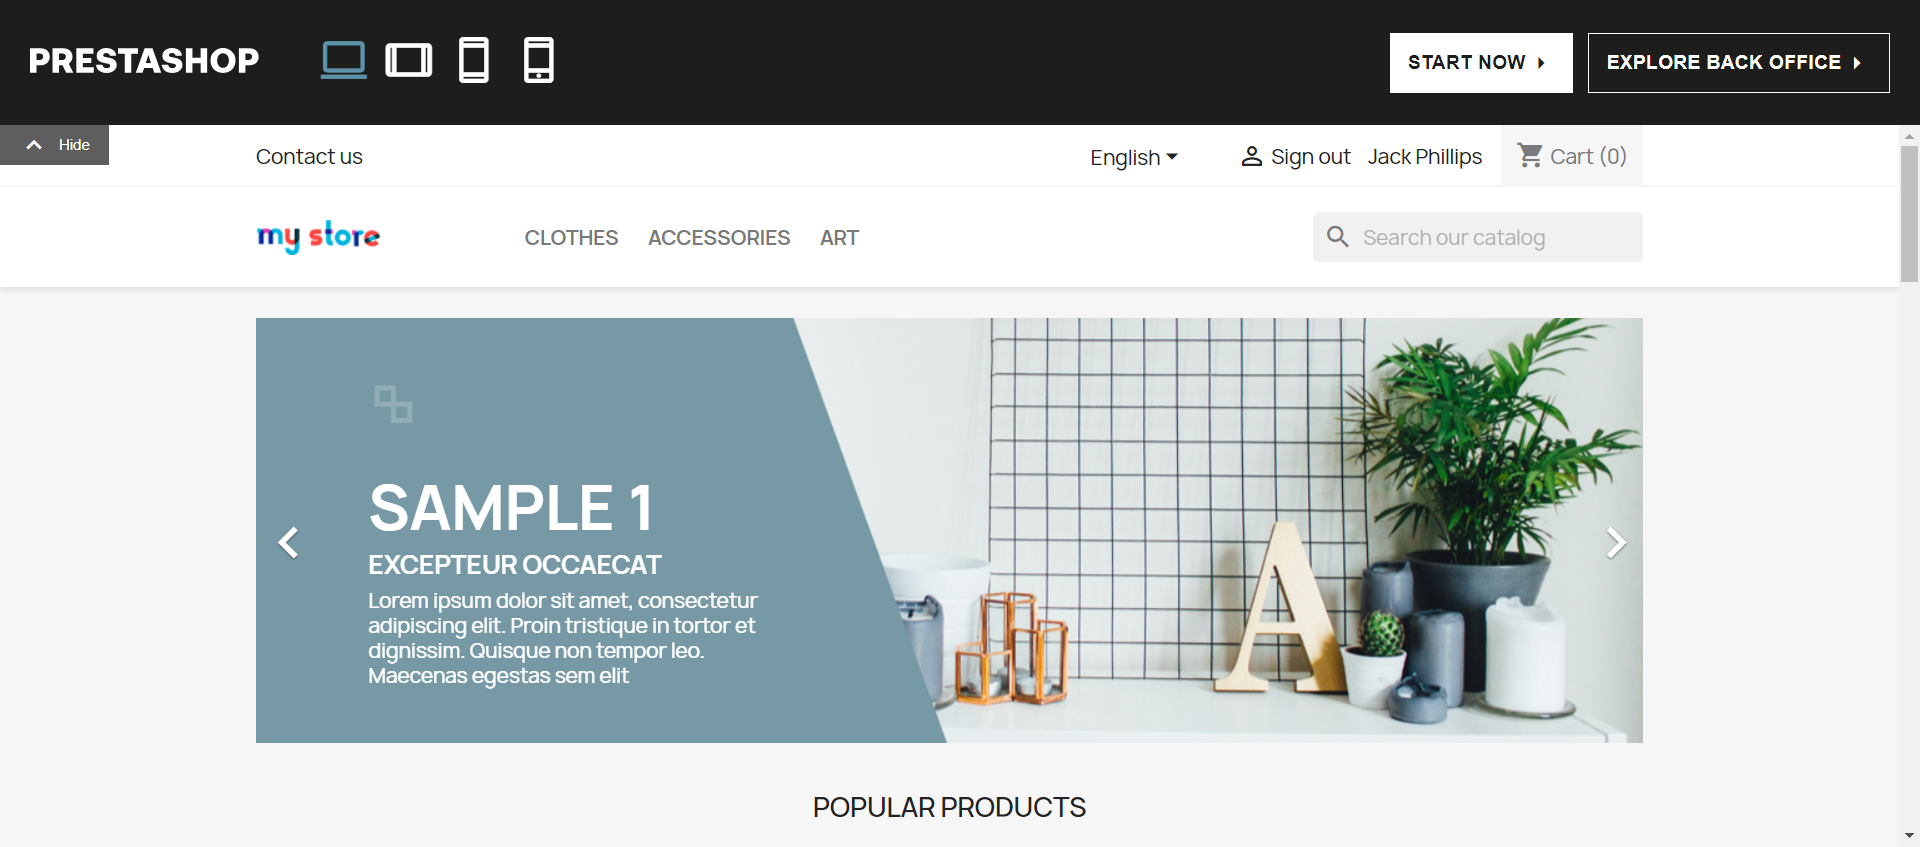 PRESTASHOP
START NOW
EXPLORE BACK OFFICE
Hide
Contact us
English
Sign out
Jack Phillips
Cart (0)
my store
CLOTHES
ACCESSORIES
ART
Search our catalog
SAMPLE 1
EXCEPTEUR OCCAECAT
Lorem ipsum dolor sit amet, consectetur
adipiscing elit. Proin tristique in tortor et
dignissim. Quisque non tempor leo.
Maecenas egestas sem elit
A
POPULAR PRODUCTS